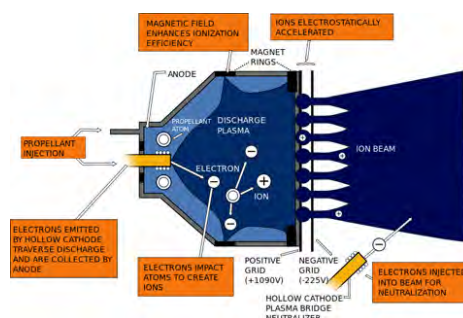 MAGNETIC FIELD
ENHANCES IONIZATION
EFFICIENCY
IONS ELECTROSTATICALLY
ACCELERATED
MAGNET
RINGS
ANODE
PROPELLANT
ATOM
DISCHARGE
PLASMA
PROPELLANT
INJECTION
ELECTRON
ION
ION BEAM
ELECTRONS EMITTED
BY HOLLOW CATHODE
TRAVERSE DISCHARGE
AND ARE COLLECTED BY
ANODE
ELECTRONS IMPACT
ATOMS TO CREATE
IONS
POSITIVE
GRID
(+1090V)
NEGATIVE
GRID
(-225V)
ELECTRONS INJECTED
INTO BEAM FOR
NEUTRALIZATION
HOLLOW CATHODE
PLASMA BRIDGE
NEUTRALIZER